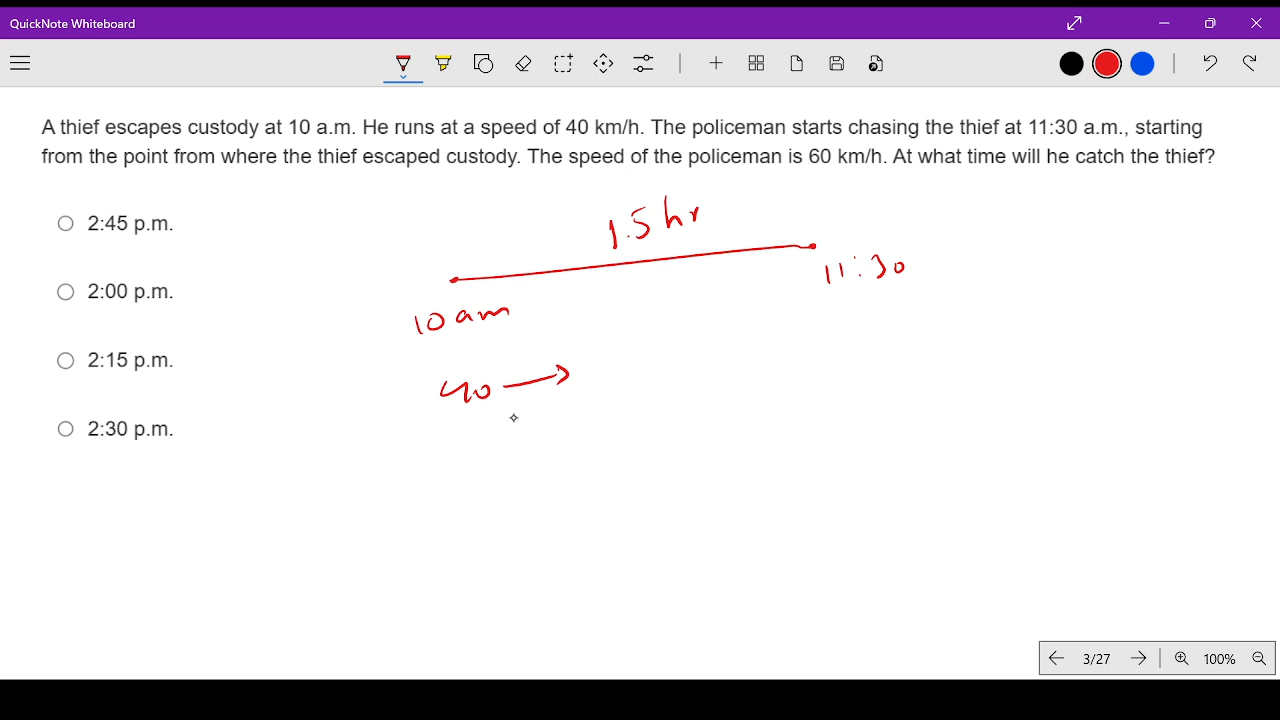 QuickNote Whiteboard
A thief escapes custody at 10 a.m. He runs at a speed of 40 km/h. The policeman starts chasing the thief at 11:30 a.m., starting
from the point from where the thief escaped custody. The speed of the policeman is 60 km/h. At what time will he catch the thief?
2:45 p.m.
2:00 p.m.
2:15 p.m.
2:30 p.m.
1.5 hr
11:30
10 am
40 →
3/27
100%